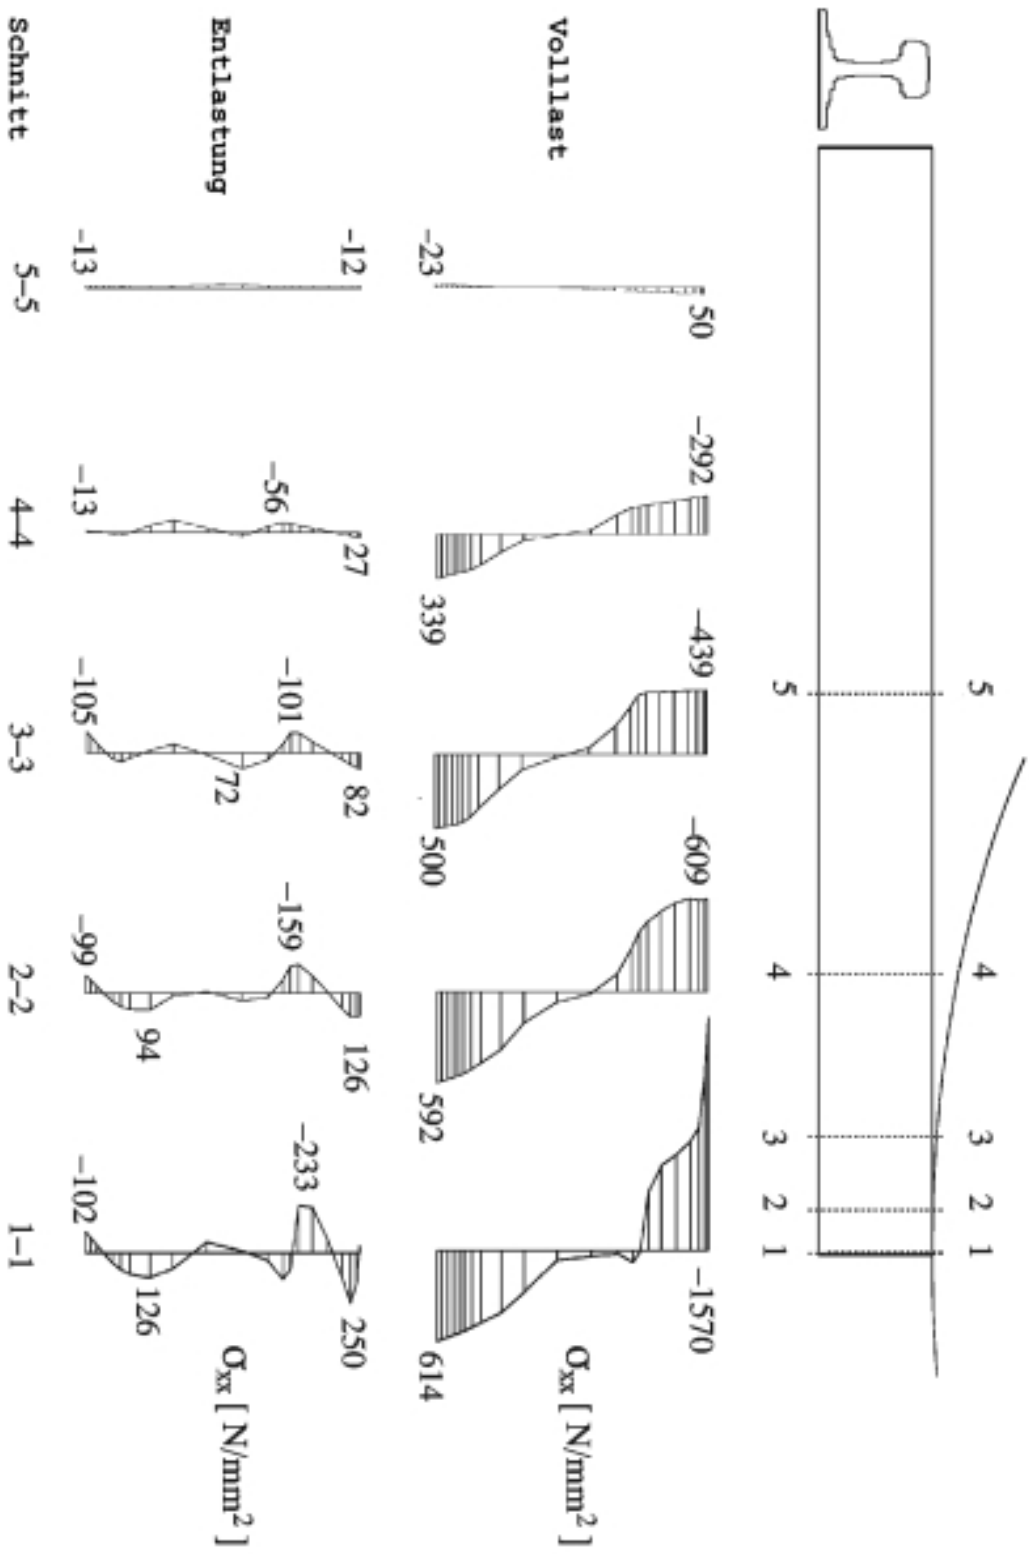 5 4 3 2 1
5 4 3 2 1
50 −292 −439 −609 −1570
Volllast σxx [ N/mm² ]
−23 339 500 592 614
−12 27 82 126 250
−56 −101 −159 −233
Entlastung 72 σxx [ N/mm² ]
94 126
−13 −13 −105 −99 −102
Schnitt 5–5 4–4 3–3 2–2 1–1